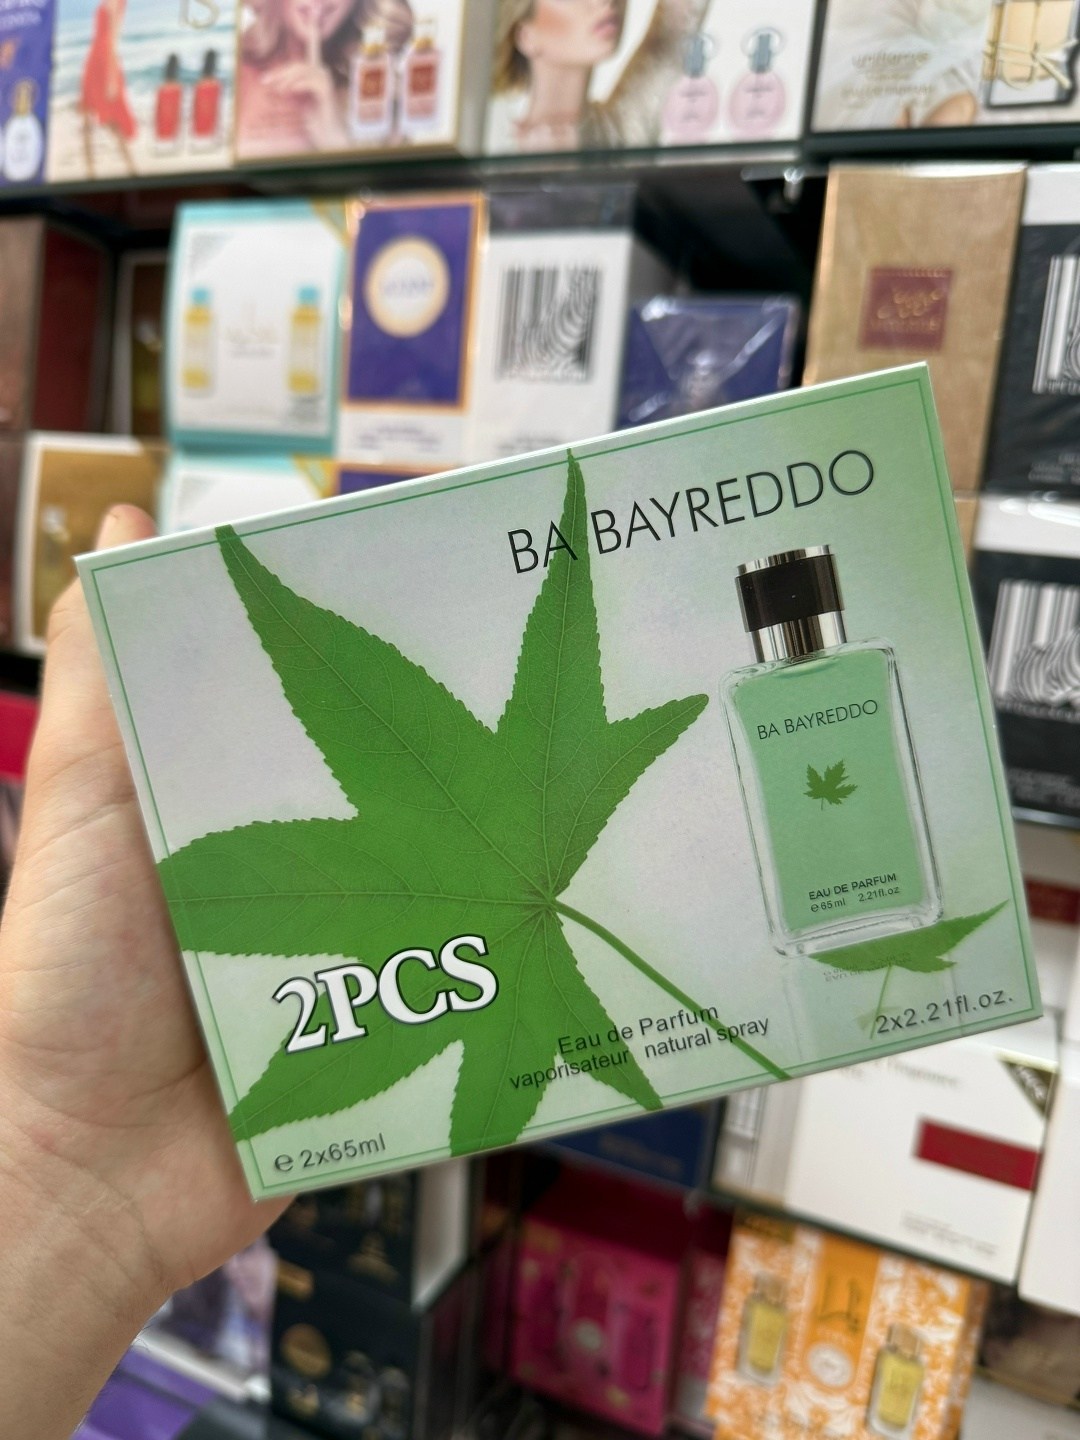 BA BAYREDDO
BA BAYREDDO
EAU DE PARFUM
℮65ml 2.21fl.oz
2PCS
Eau de Parfum
vaporisateur natural spray
2x2.21fl.oz.
℮ 2x65ml